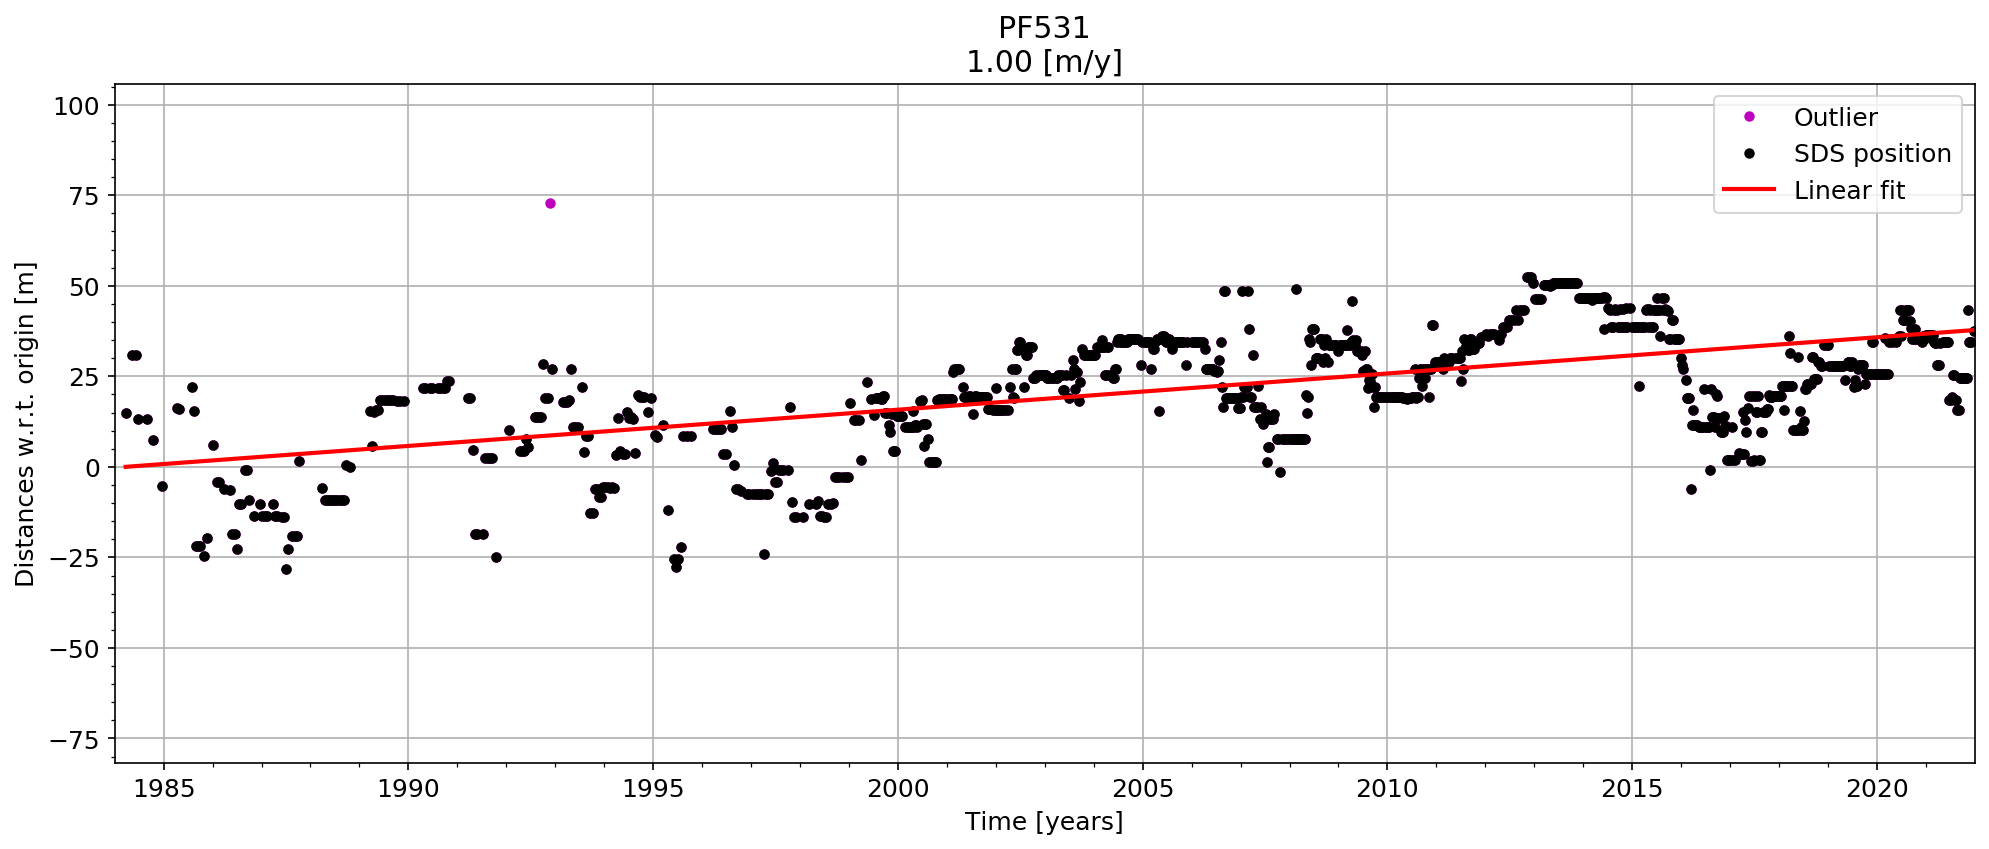 PF531
1.00 [m/y]
Outlier
SDS position
Linear fit
Distances w.r.t. origin [m]
100
75
50
25
0
−25
−50
−75
1985 1990 1995 2000 2005 2010 2015 2020
Time [years]